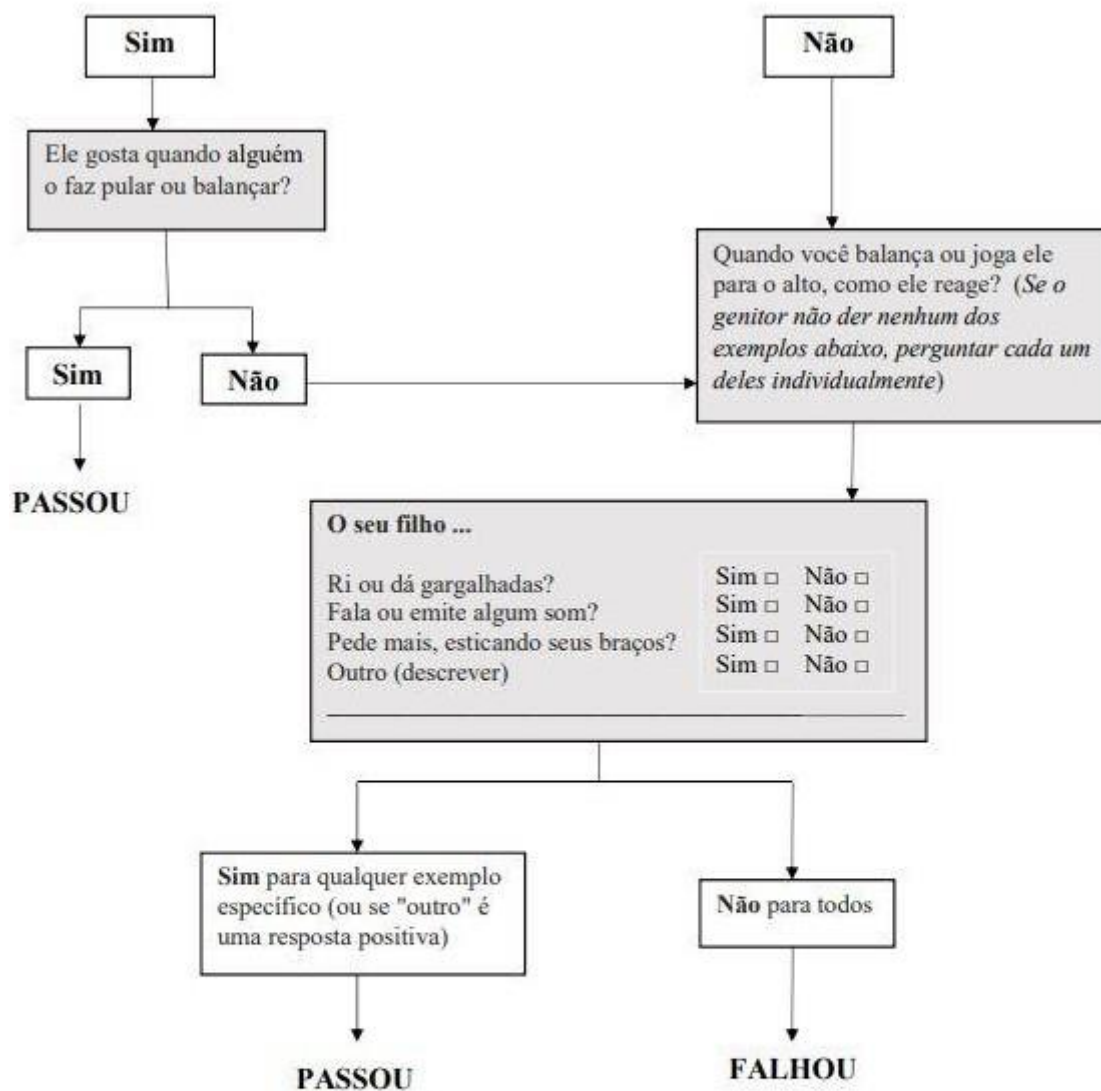 Sim
Não
Ele gosta quando alguém
o faz pular ou balançar?
Quando você balança ou joga ele
para o alto, como ele reage? (Se o
genitor não der nenhum dos
exemplos abaixo, perguntar cada um
deles individualmente)
Sim
Não
PASSOU
O seu filho ...
Ri ou dá gargalhadas? Sim □ Não □
Fala ou emite algum som? Sim □ Não □
Pede mais, esticando seus braços? Sim □ Não □
Outro (descrever) Sim □ Não □
Sim para qualquer exemplo
específico (ou se "outro" é
uma resposta positiva)
Não para todos
PASSOU
FALHOU